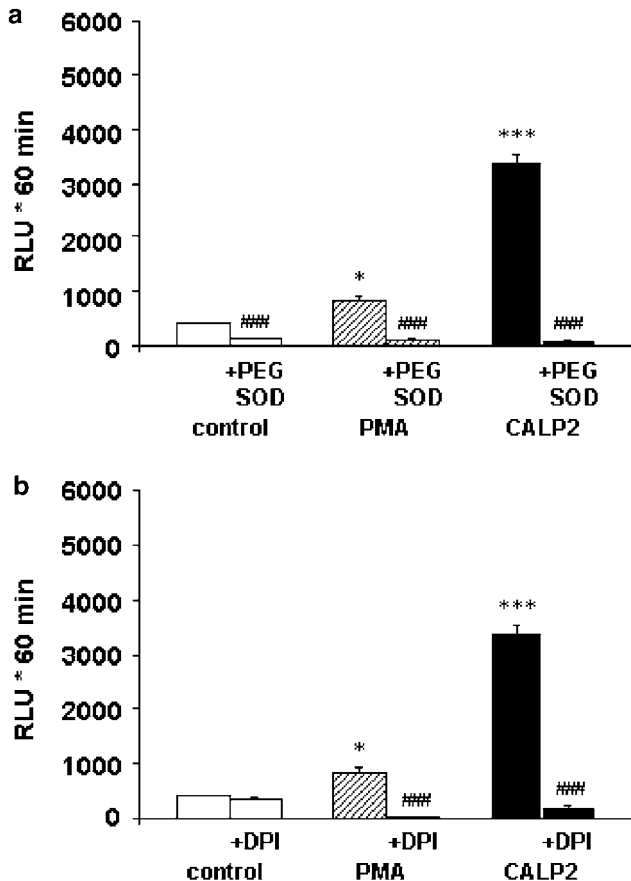 a
RLU * 60 min
6000
5000
4000
3000
2000
1000
0
***
*
###
###
###
+PEG SOD
+PEG SOD
+PEG SOD
control
PMA
CALP2
b
RLU * 60 min
6000
5000
4000
3000
2000
1000
0
***
*
###
###
+DPI
+DPI
+DPI
control
PMA
CALP2